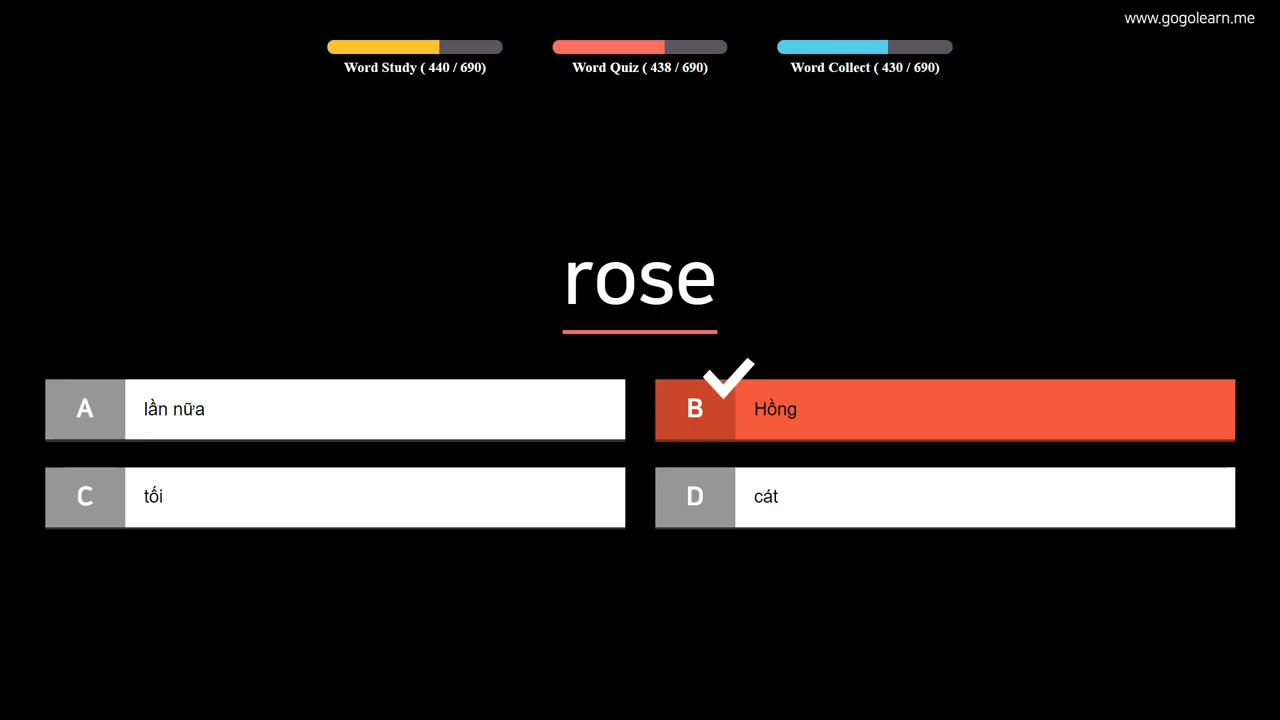 www.gogolearn.me
Word Study ( 440 / 690)
Word Quiz ( 438 / 690)
Word Collect ( 430 / 690)
rose
A lần nữa
B Hồng
C tối
D cát